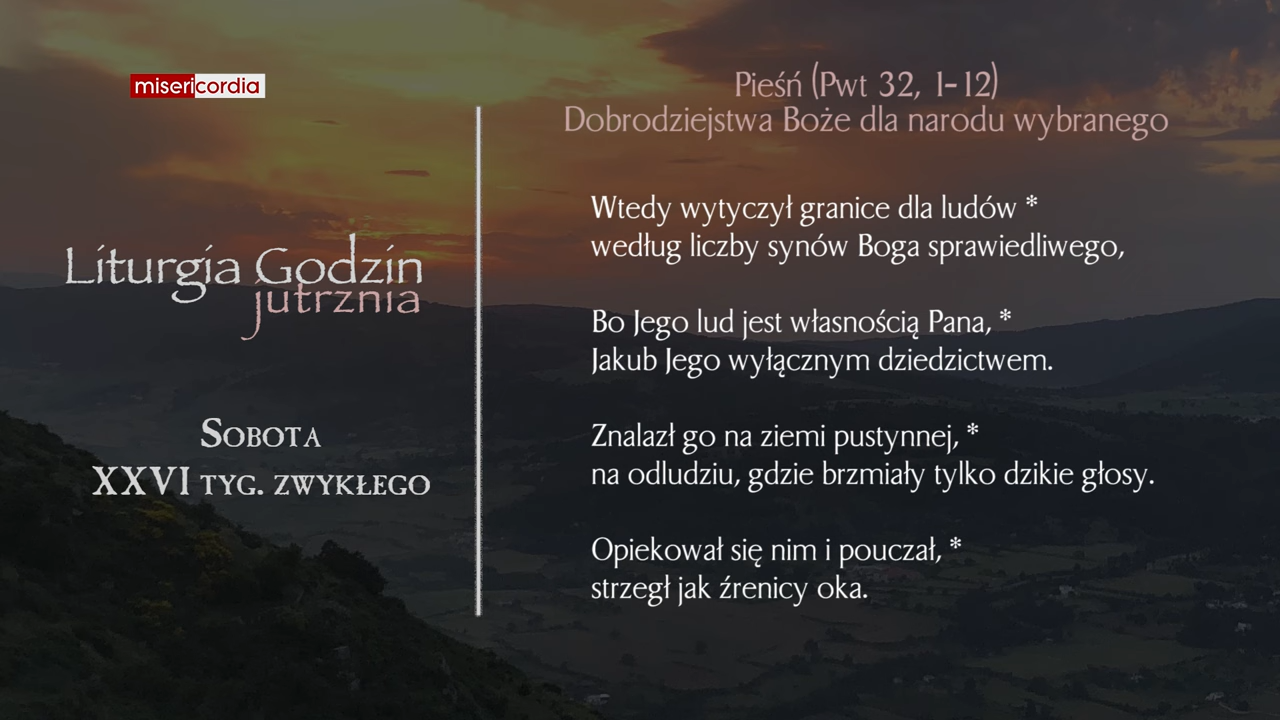 misericordia
Liturgia Godzin
jutrznia
Sobota
XXVI tyg. zwykłego
Pieśń (Pwt 32, 1-12)
Dobrodziejstwa Boże dla narodu wybranego
Wtedy wytyczył granice dla ludów *
według liczby synów Boga sprawiedliwego,
Bo Jego lud jest własnością Pana, *
Jakub Jego wyłącznym dziedzictwem.
Znalazł go na ziemi pustynnej, *
na odludziu, gdzie brzmiały tylko dzikie głosy.
Opiekował się nim i pouczał, *
strzegł jak źrenicy oka.